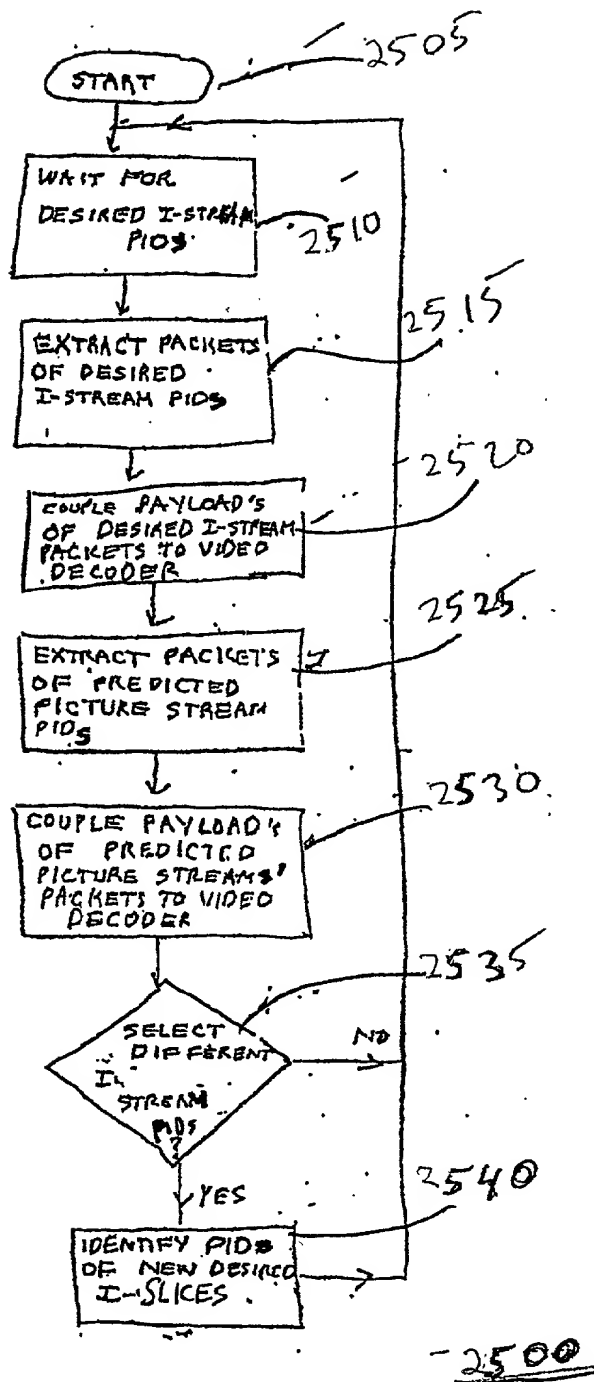 2505
START
WAIT FOR
DESIRED I-STREAM
PIDS
2510
2515
EXTRACT PACKETS
OF DESIRED
I-STREAM PIDS
2520
COUPLE PAYLOAD'S
OF DESIRED I-STREAM
PACKETS TO VIDEO
DECODER
2525
EXTRACT PACKETS
OF PREDICTED
PICTURE STREAM
PIDS
2530
COUPLE PAYLOAD'S
OF PREDICTED
PICTURE STREAMS'
PACKETS TO VIDEO
DECODER
2535
SELECT
DIFFERENT
I-
STREAM
PIDS
?
NO
YES
2540
IDENTIFY PIDS
OF NEW DESIRED
I-SLICES.
2500